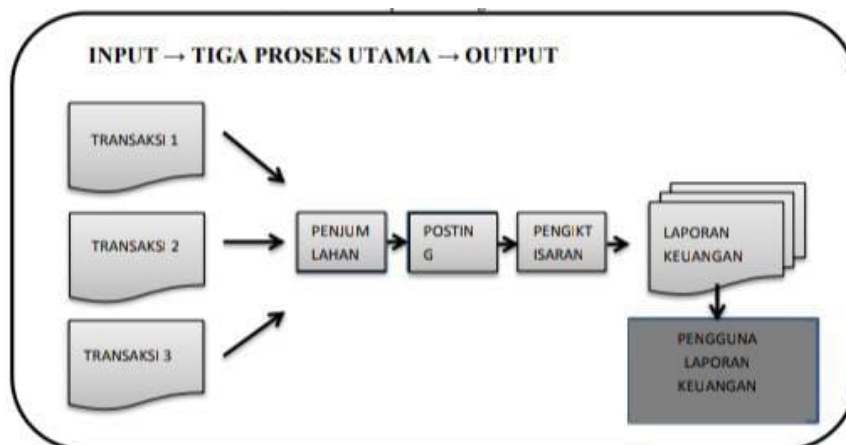 INPUT → TIGA PROSES UTAMA → OUTPUT
TRANSAKSI 1
TRANSAKSI 2
TRANSAKSI 3
PENJUM
LAHAN
POSTIN
G
PENGIKT
ISARAN
LAPORAN
KEUANGAN
PENGGUNA
LAPORAN
KEUANGAN